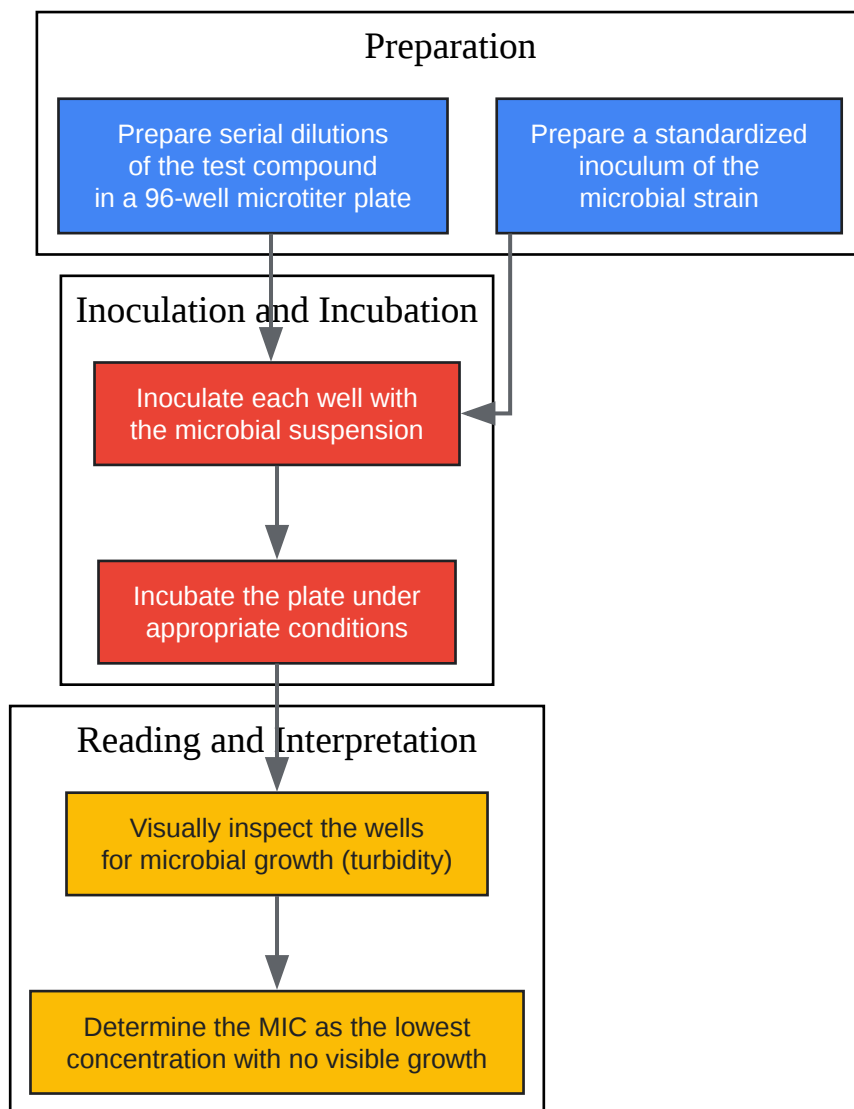 Preparation
Prepare serial dilutions
of the test compound
in a 96-well microtiter plate
Prepare a standardized
inoculum of the
microbial strain
Inoculation and Incubation
Inoculate each well with
the microbial suspension
Incubate the plate under
appropriate conditions
Reading and Interpretation
Visually inspect the wells
for microbial growth (turbidity)
Determine the MIC as the lowest
concentration with no visible growth